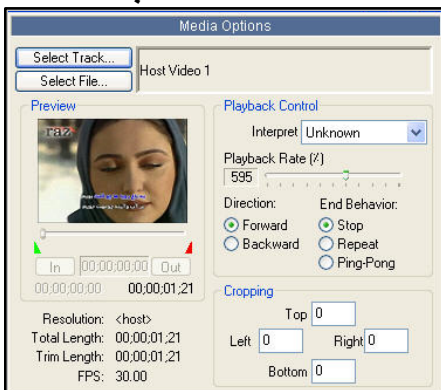 Media Options
Select Track...
Select File...
Host Video 1
Preview
raz
In 00;00;00;00 Out
00;00;00;00 00;00;01;21
Resolution: <host>
Total Length: 00;00;01;21
Trim Length: 00;00;01;21
FPS: 30.00
Playback Control
Interpret Unknown
Playback Rate (%)
595
Direction: End Behavior:
Forward Stop
Backward Repeat
Ping-Pong
Cropping
Top 0
Left 0 Right 0
Bottom 0